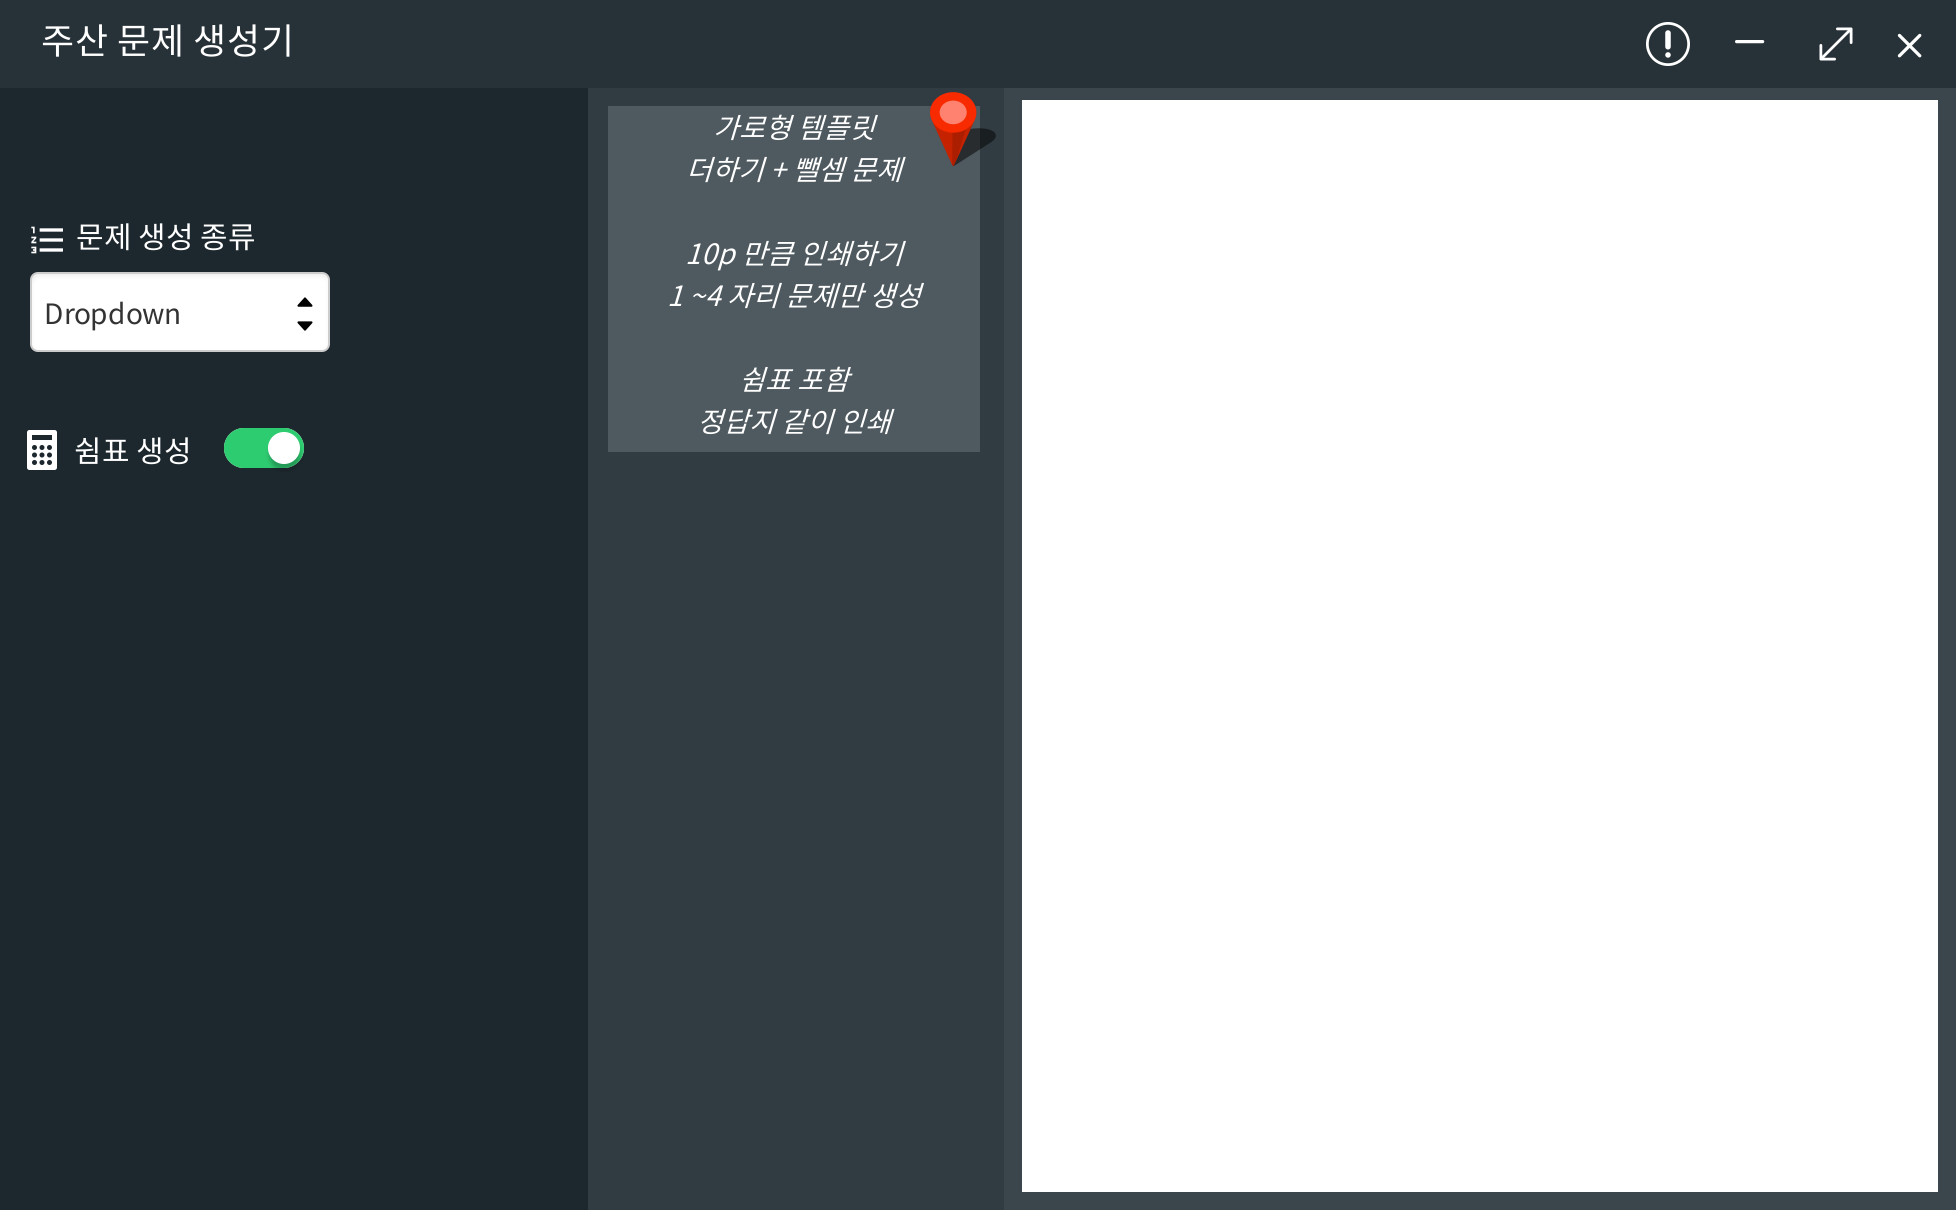 주산 문제 생성기
문제 생성 종류
Dropdown
쉼표 생성
가로형 템플릿
더하기 + 뺄셈 문제
10p 만큼 인쇄하기
1 ~4 자리 문제만 생성
쉼표 포함
정답지 같이 인쇄